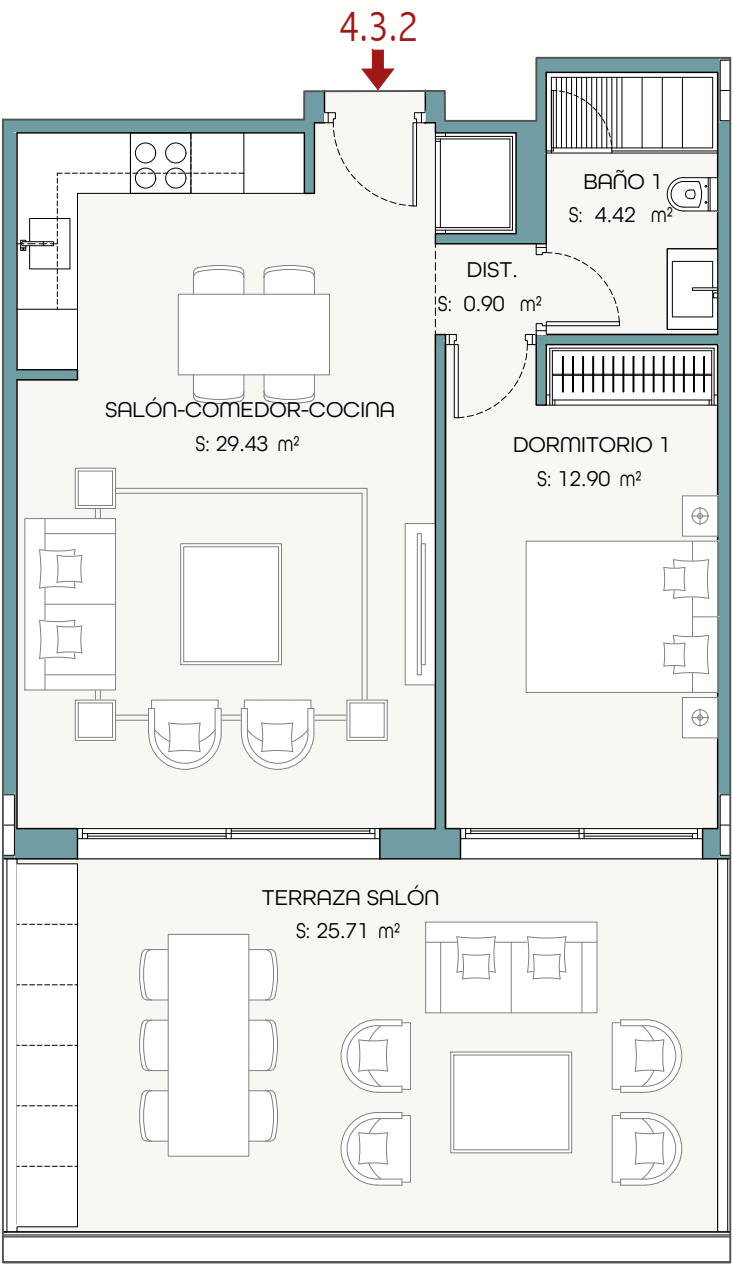 4.3.2
BAÑO 1
S: 4.42 m²
DIST.
S: 0.90 m²
SALÓN-COMEDOR-COCINA
S: 29.43 m²
DORMITORIO 1
S: 12.90 m²
TERRAZA SALÓN
S: 25.71 m²